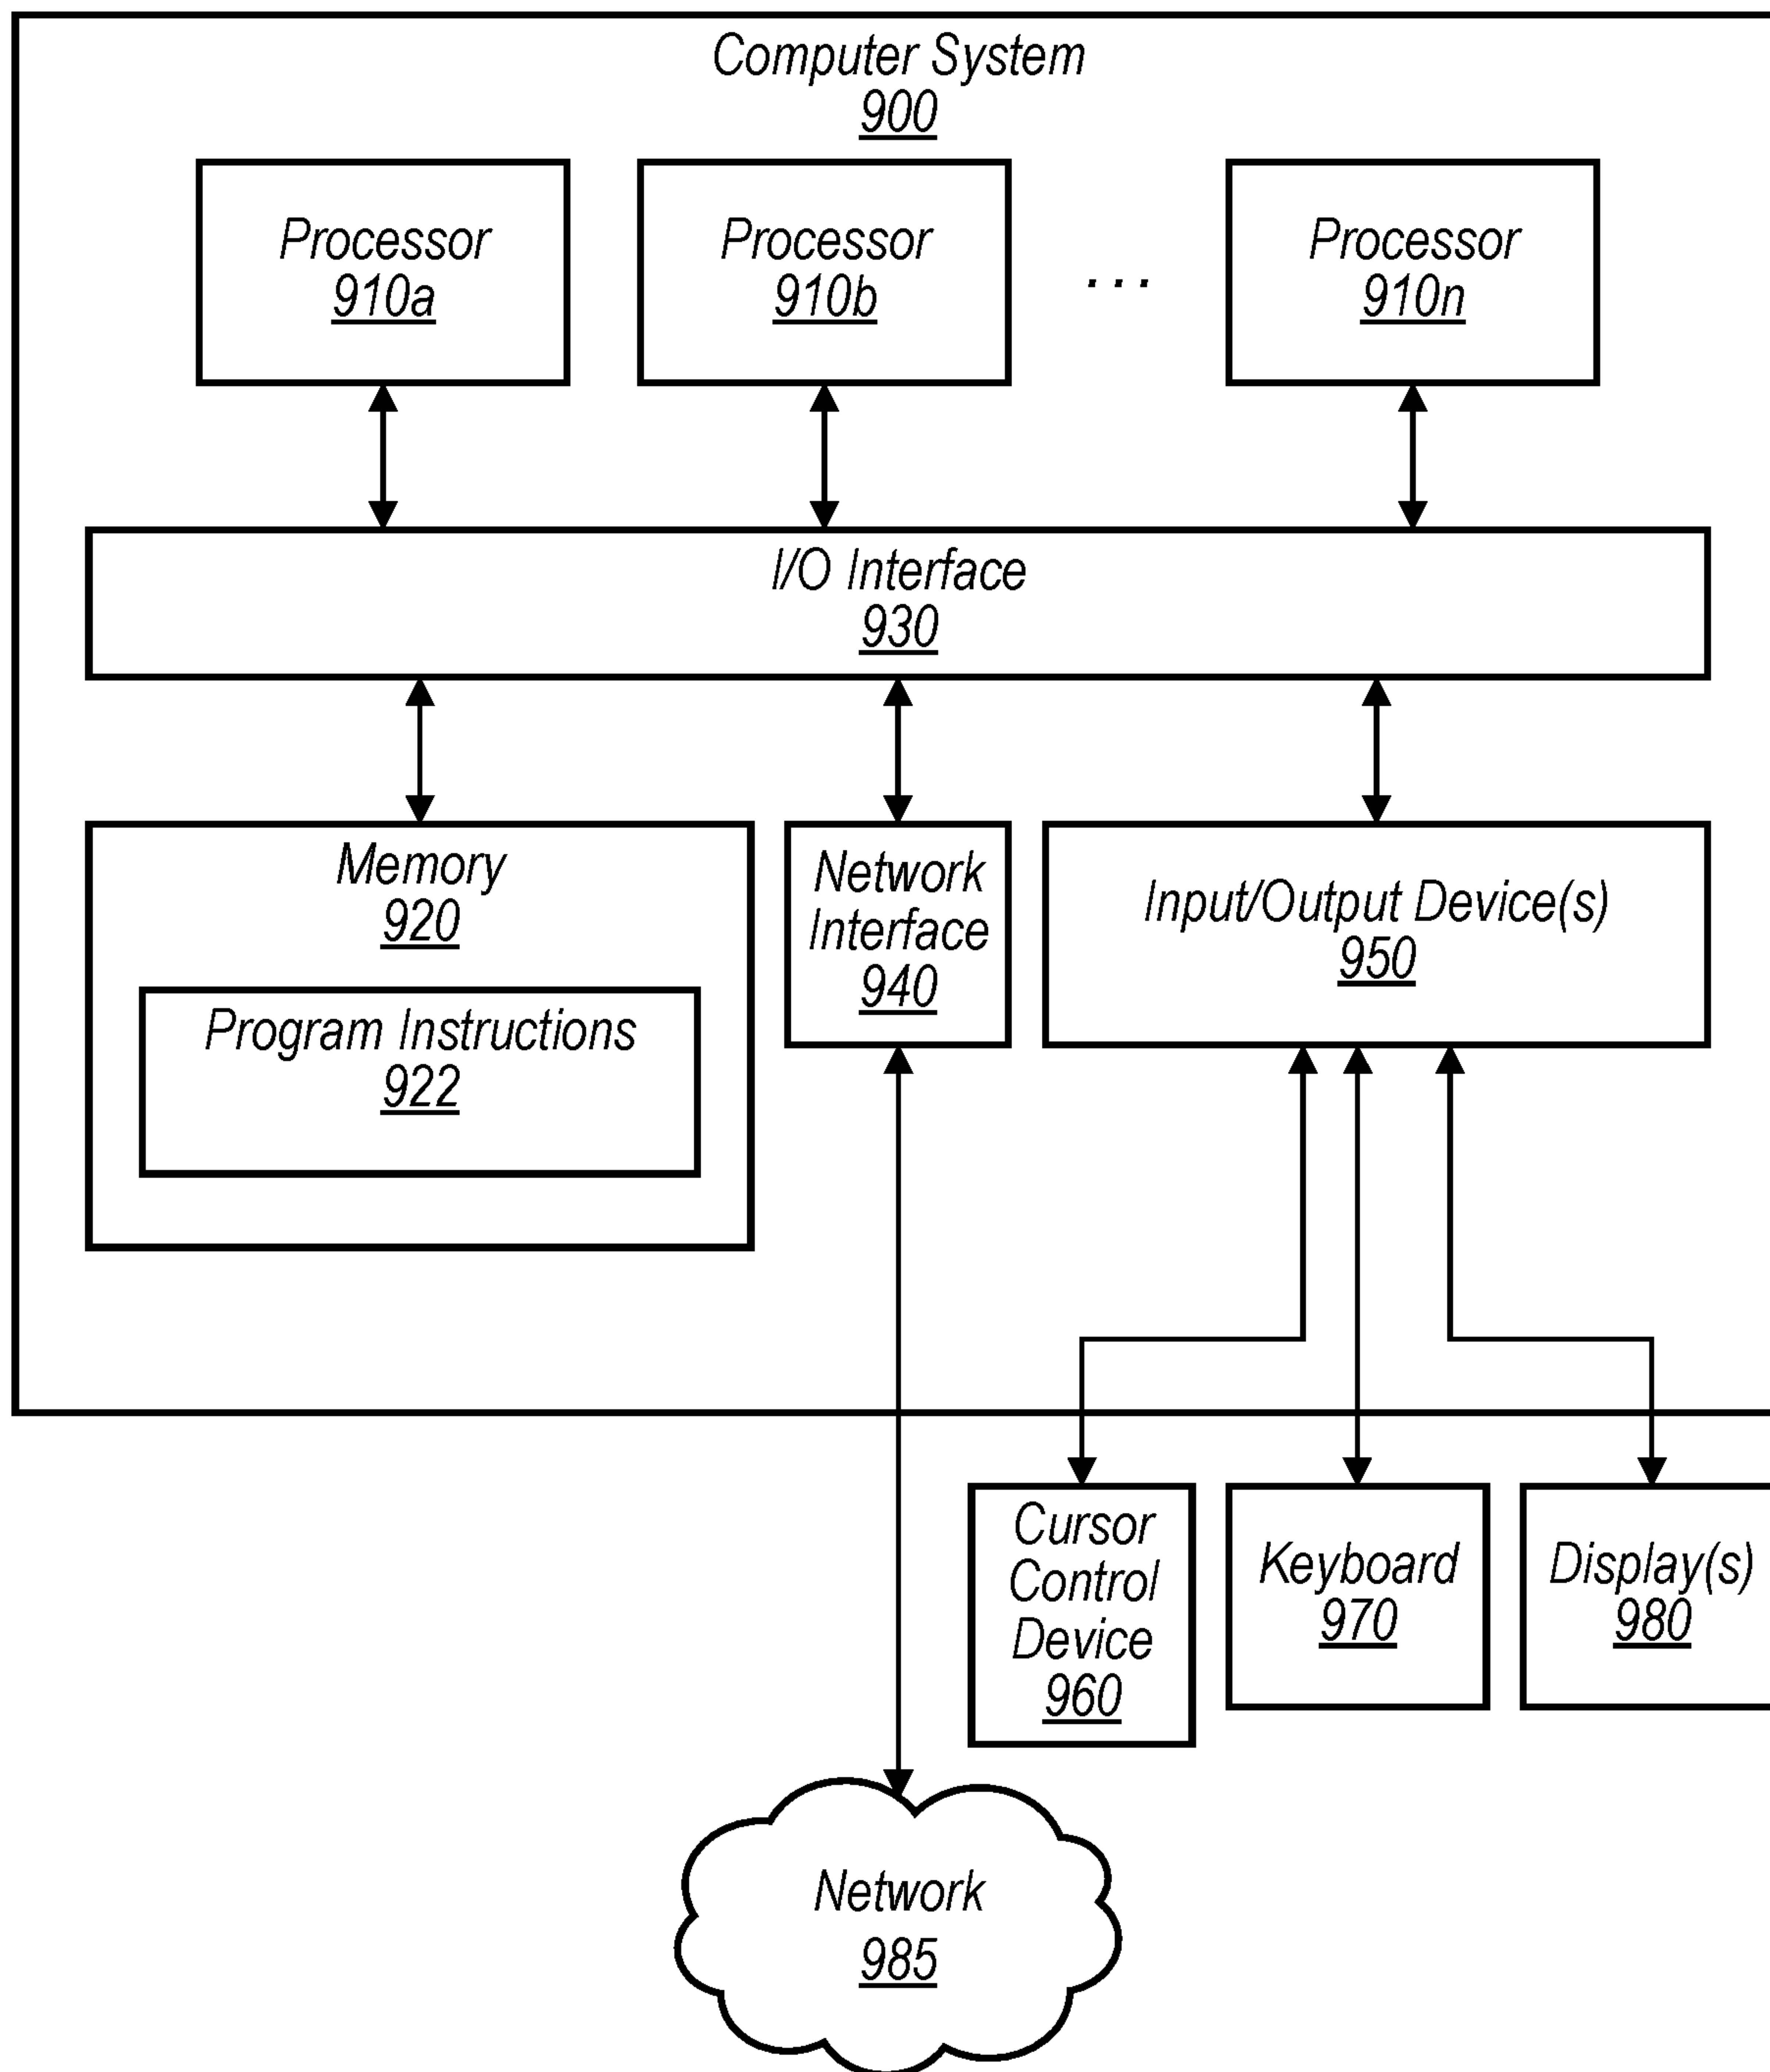 Computer System
900
Processor
910a
Processor
910b
...
Processor
910n
I/O Interface
930
Memory
920
Program Instructions
922
Network
Interface
940
Input/Output Device(s)
950
Cursor
Control
Device
960
Keyboard
970
Display(s)
980
Network
985